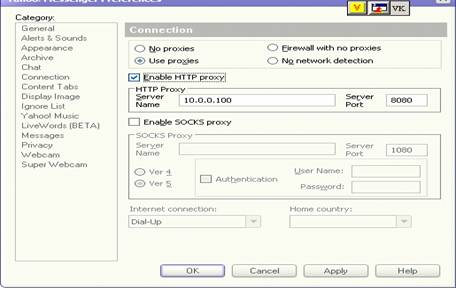 Yahoo! Messenger Preferences
V VK
Category:
General
Alerts & Sounds
Appearance
Archive
Chat
Connection
Content Tabs
Display Image
Ignore List
Yahoo! Music
LiveWords (BETA)
Messages
Privacy
Webcam
Super Webcam
Connection
No proxies Firewall with no proxies
Use proxies No network detection
Enable HTTP proxy
HTTP Proxy
Server Name 10.0.0.100 Server Port 8080
Enable SOCKS proxy
SOCKS Proxy
Server Name Server Port 1080
Ver 4 User Name:
Ver 5 Authentication Password:
Internet connection: Home country:
Dial-Up
OK Cancel Apply Help